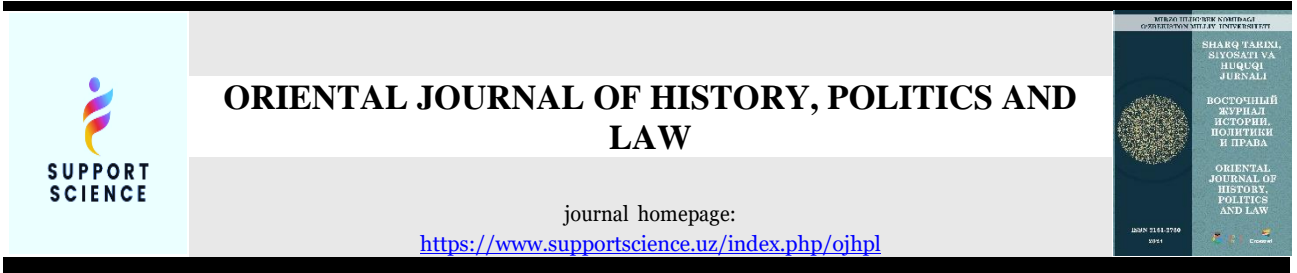 SUPPORT
SCIENCE
ORIENTAL JOURNAL OF HISTORY, POLITICS AND
LAW
journal homepage:
https://www.supportscience.uz/index.php/ojhpl
SHARQ TARIXI,
SIYOSATI VA
HUQUQI
JURNALI
ВОСТОЧНЫЙ
ЖУРНАЛ
ИСТОРИИ,
ПОЛИТИКИ
И ПРАВА
ORIENTAL
JOURNAL OF
HISTORY,
POLITICS
AND LAW